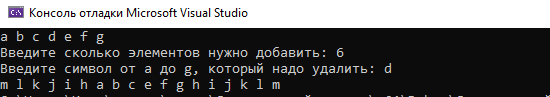 Консоль отладки Microsoft Visual Studio
a b c d e f g
Введите сколько элементов нужно добавить: 6
Введите символ от a до g, который надо удалить: d
m l k j i h a b c e f g h i j k l m